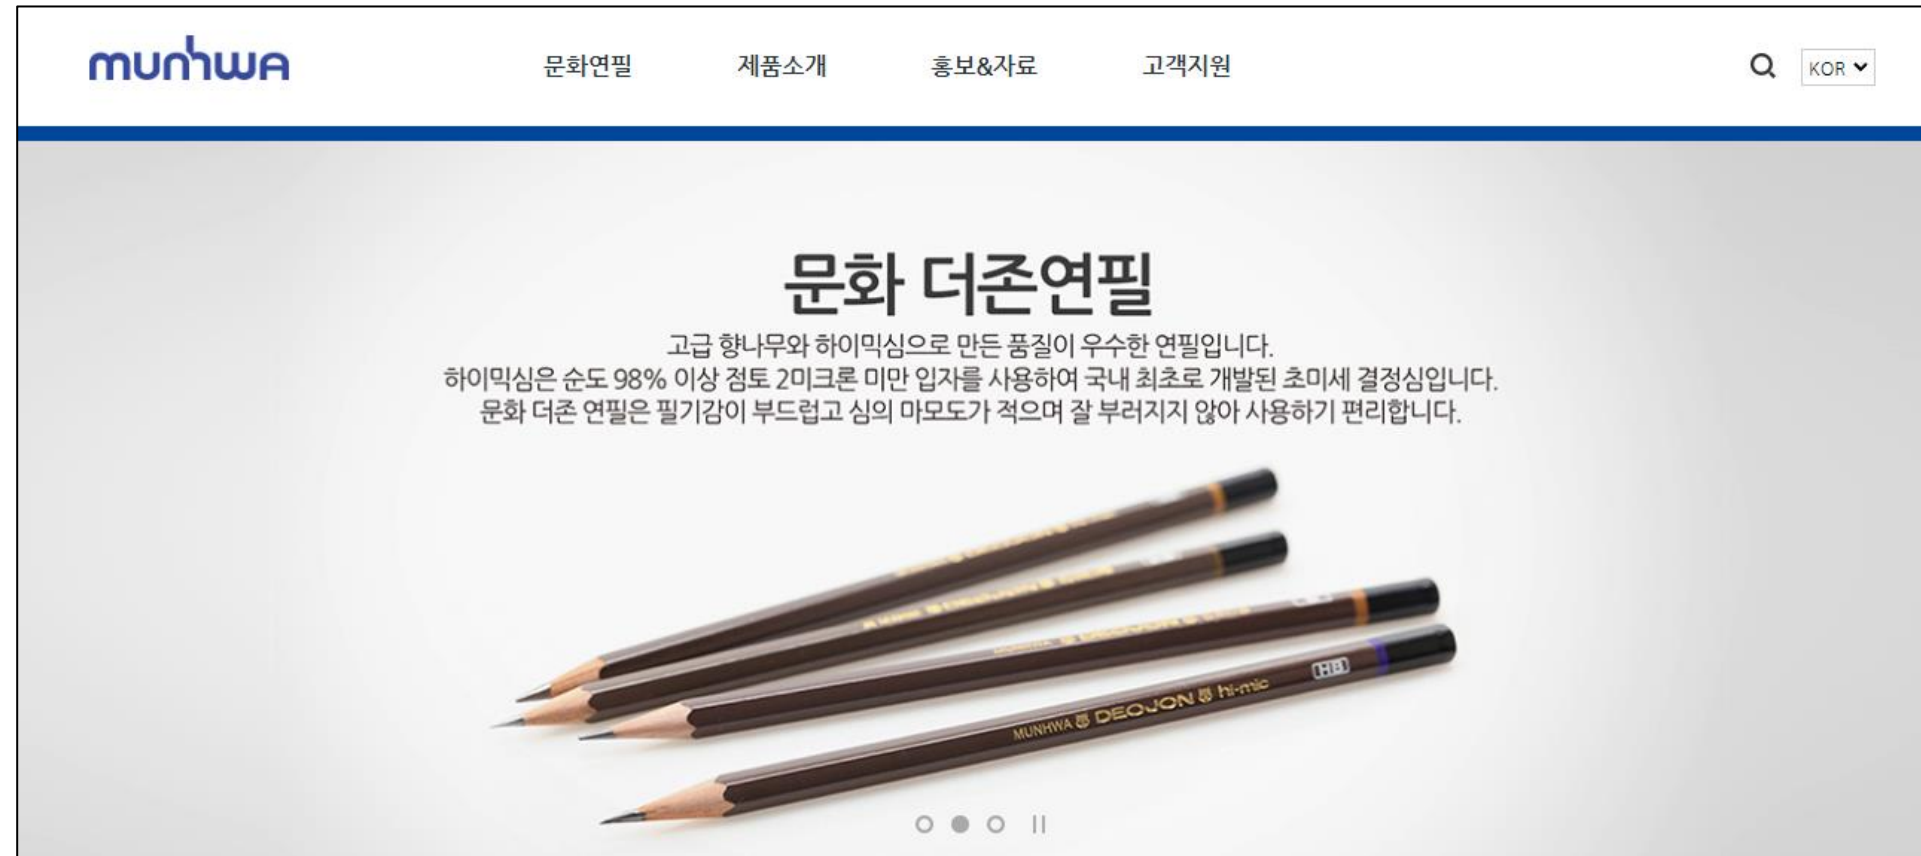 munhwa
문화연필 제품소개 홍보&자료 고객지원
KOR
문화 더존연필
고급 향나무와 하이믹심으로 만든 품질이 우수한 연필입니다.
하이믹심은 순도 98% 이상 점토 2미크론 미만 입자를 사용하여 국내 최초로 개발된 초미세 결정심입니다.
문화 더존 연필은 필기감이 부드럽고 심의 마모도가 적으며 잘 부러지지 않아 사용하기 편리합니다.
MUNHWA DEOJON hi-mic HB